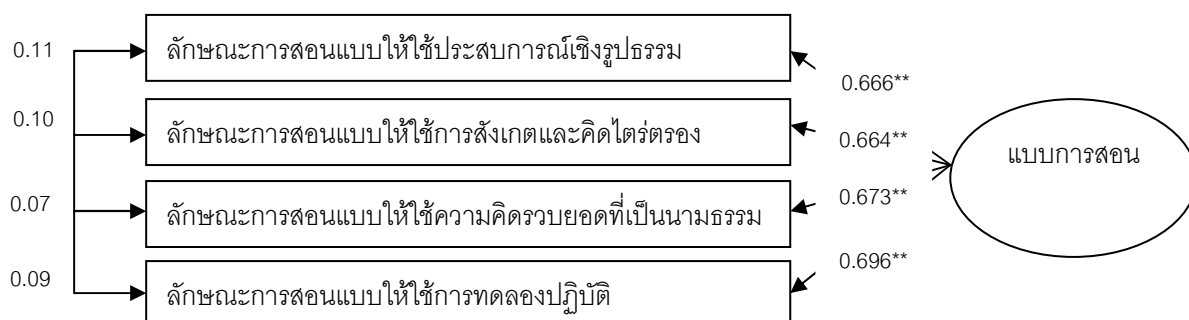 0.11
ลักษณะการสอนแบบให้ใช้ประสบการณ์เชิงรูปธรรม
0.666**
0.10
ลักษณะการสอนแบบให้ใช้การสังเกตและคิดไตร่ตรอง
0.664**
แบบการสอน
0.07
ลักษณะการสอนแบบให้ใช้ความคิดรวบยอดที่เป็นนามธรรม
0.673**
0.09
ลักษณะการสอนแบบให้ใช้การทดลองปฏิบัติ
0.696**